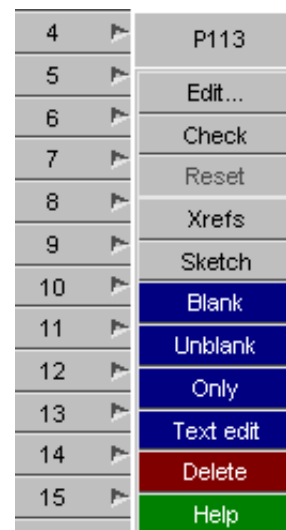 4
P113
5
Edit...
6
Check
7
Reset
8
Xrefs
9
Sketch
10
Blank
11
Unblank
12
Only
13
Text edit
14
Delete
15
Help